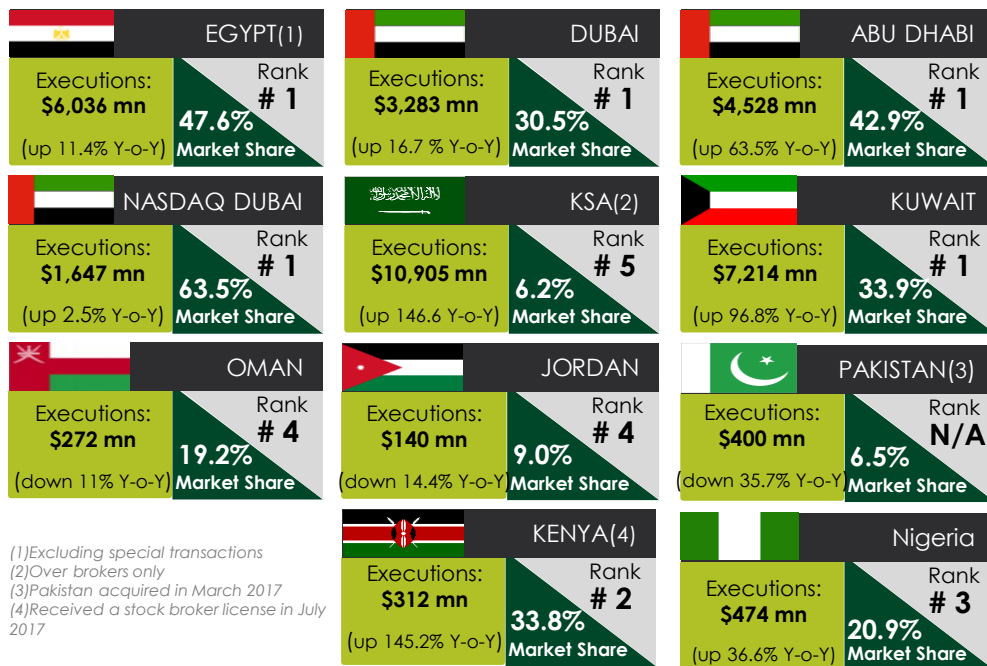 EGYPT(1)
Executions:
$6,036 mn
(up 11.4% Y-o-Y)
47.6%
Market Share
Rank
# 1
DUBAI
Executions:
$3,283 mn
(up 16.7 % Y-o-Y)
30.5%
Market Share
Rank
# 1
ABU DHABI
Executions:
$4,528 mn
(up 63.5% Y-o-Y)
42.9%
Market Share
Rank
# 1
NASDAQ DUBAI
Executions:
$1,647 mn
(up 2.5% Y-o-Y)
63.5%
Market Share
Rank
# 1
KSA(2)
Executions:
$10,905 mn
(up 146.6 Y-o-Y)
6.2%
Market Share
Rank
# 5
KUWAIT
Executions:
$7,214 mn
(up 96.8% Y-o-Y)
33.9%
Market Share
Rank
# 1
OMAN
Executions:
$272 mn
(down 11% Y-o-Y)
19.2%
Market Share
Rank
# 4
JORDAN
Executions:
$140 mn
(down 14.4% Y-o-Y)
9.0%
Market Share
Rank
# 4
PAKISTAN(3)
Executions:
$400 mn
(down 35.7% Y-o-Y)
6.5%
Market Share
Rank
N/A
KENYA(4)
Executions:
$312 mn
(up 145.2% Y-o-Y)
33.8%
Market Share
Rank
# 2
Nigeria
Executions:
$474 mn
(up 36.6% Y-o-Y)
20.9%
Market Share
Rank
# 3
(1)Excluding special transactions
(2)Over brokers only
(3)Pakistan acquired in March 2017
(4)Received a stock broker license in July
2017